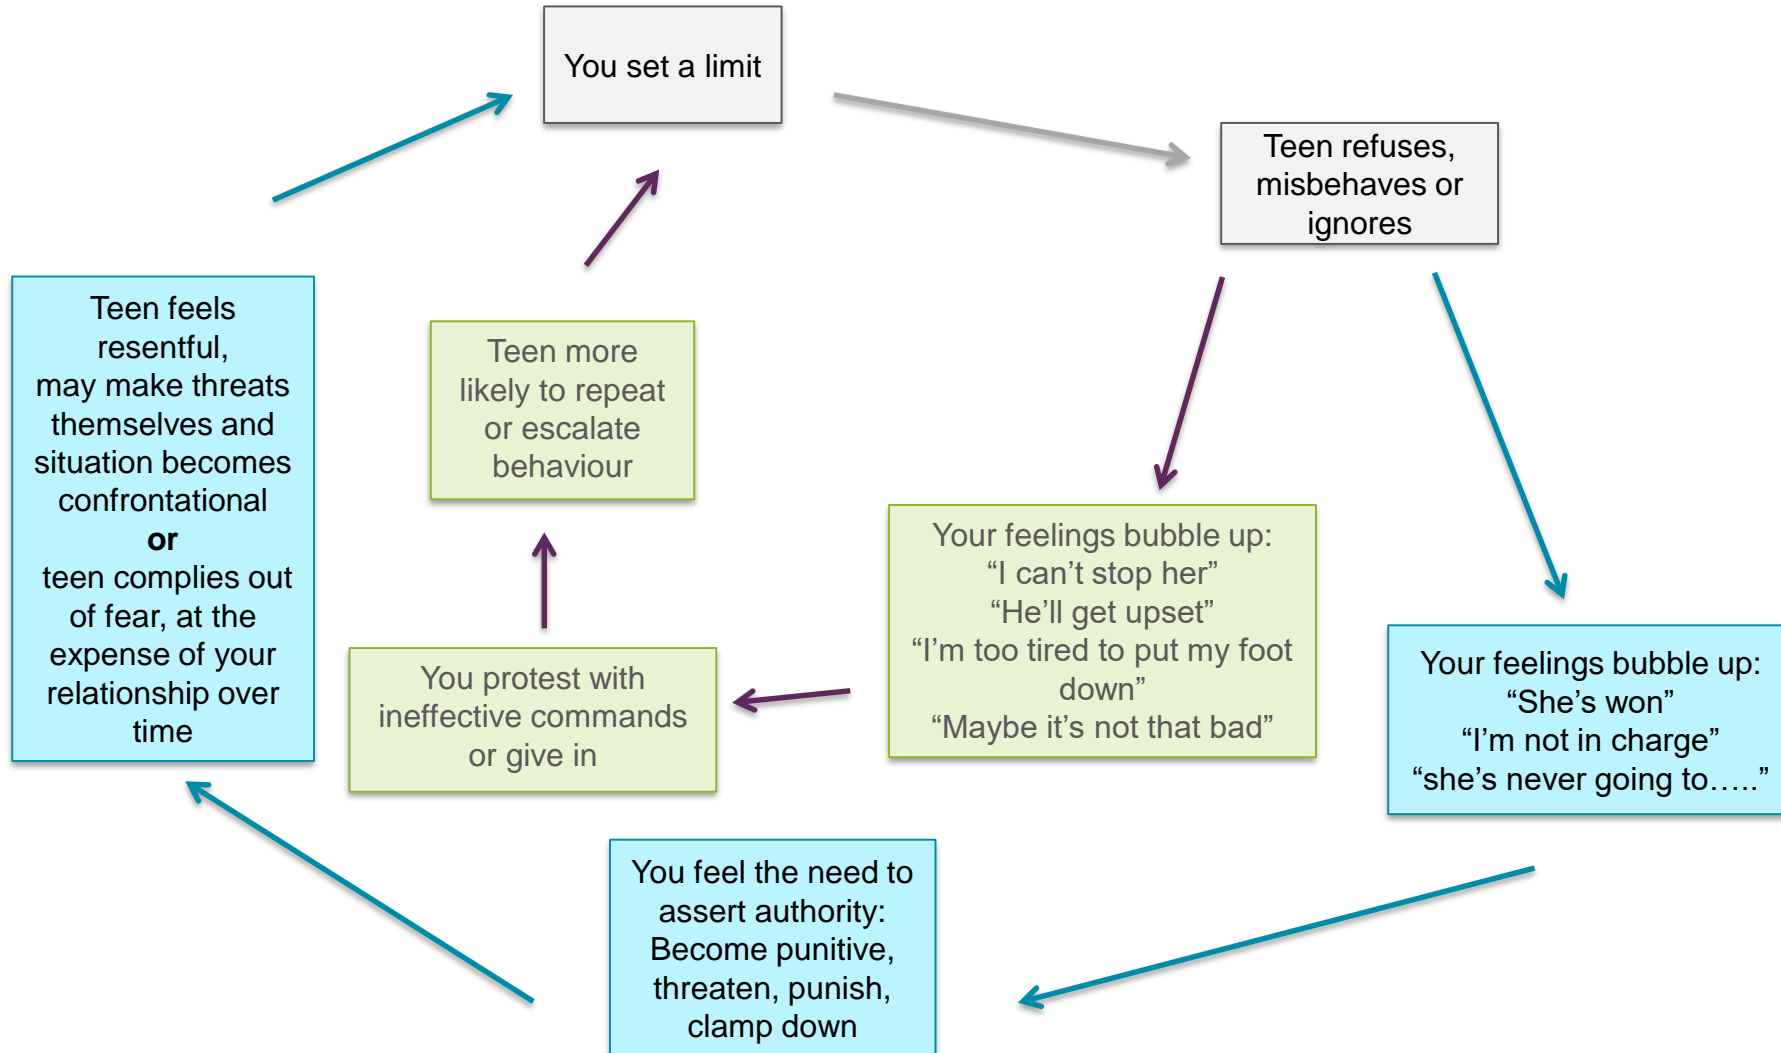 You set a limit
Teen refuses,
misbehaves or
ignores
Teen feels
resentful,
may make threats
themselves and
situation becomes
confrontational
or
teen complies out
of fear, at the
expense of your
relationship over
time
Teen more
likely to repeat
or escalate
behaviour
Your feelings bubble up:
“I can’t stop her”
“He’ll get upset”
“I’m too tired to put my foot
down”
“Maybe it’s not that bad”
You protest with
ineffective commands
or give in
Your feelings bubble up:
“She’s won”
“I’m not in charge”
“she’s never going to…..”
You feel the need to
assert authority:
Become punitive,
threaten, punish,
clamp down